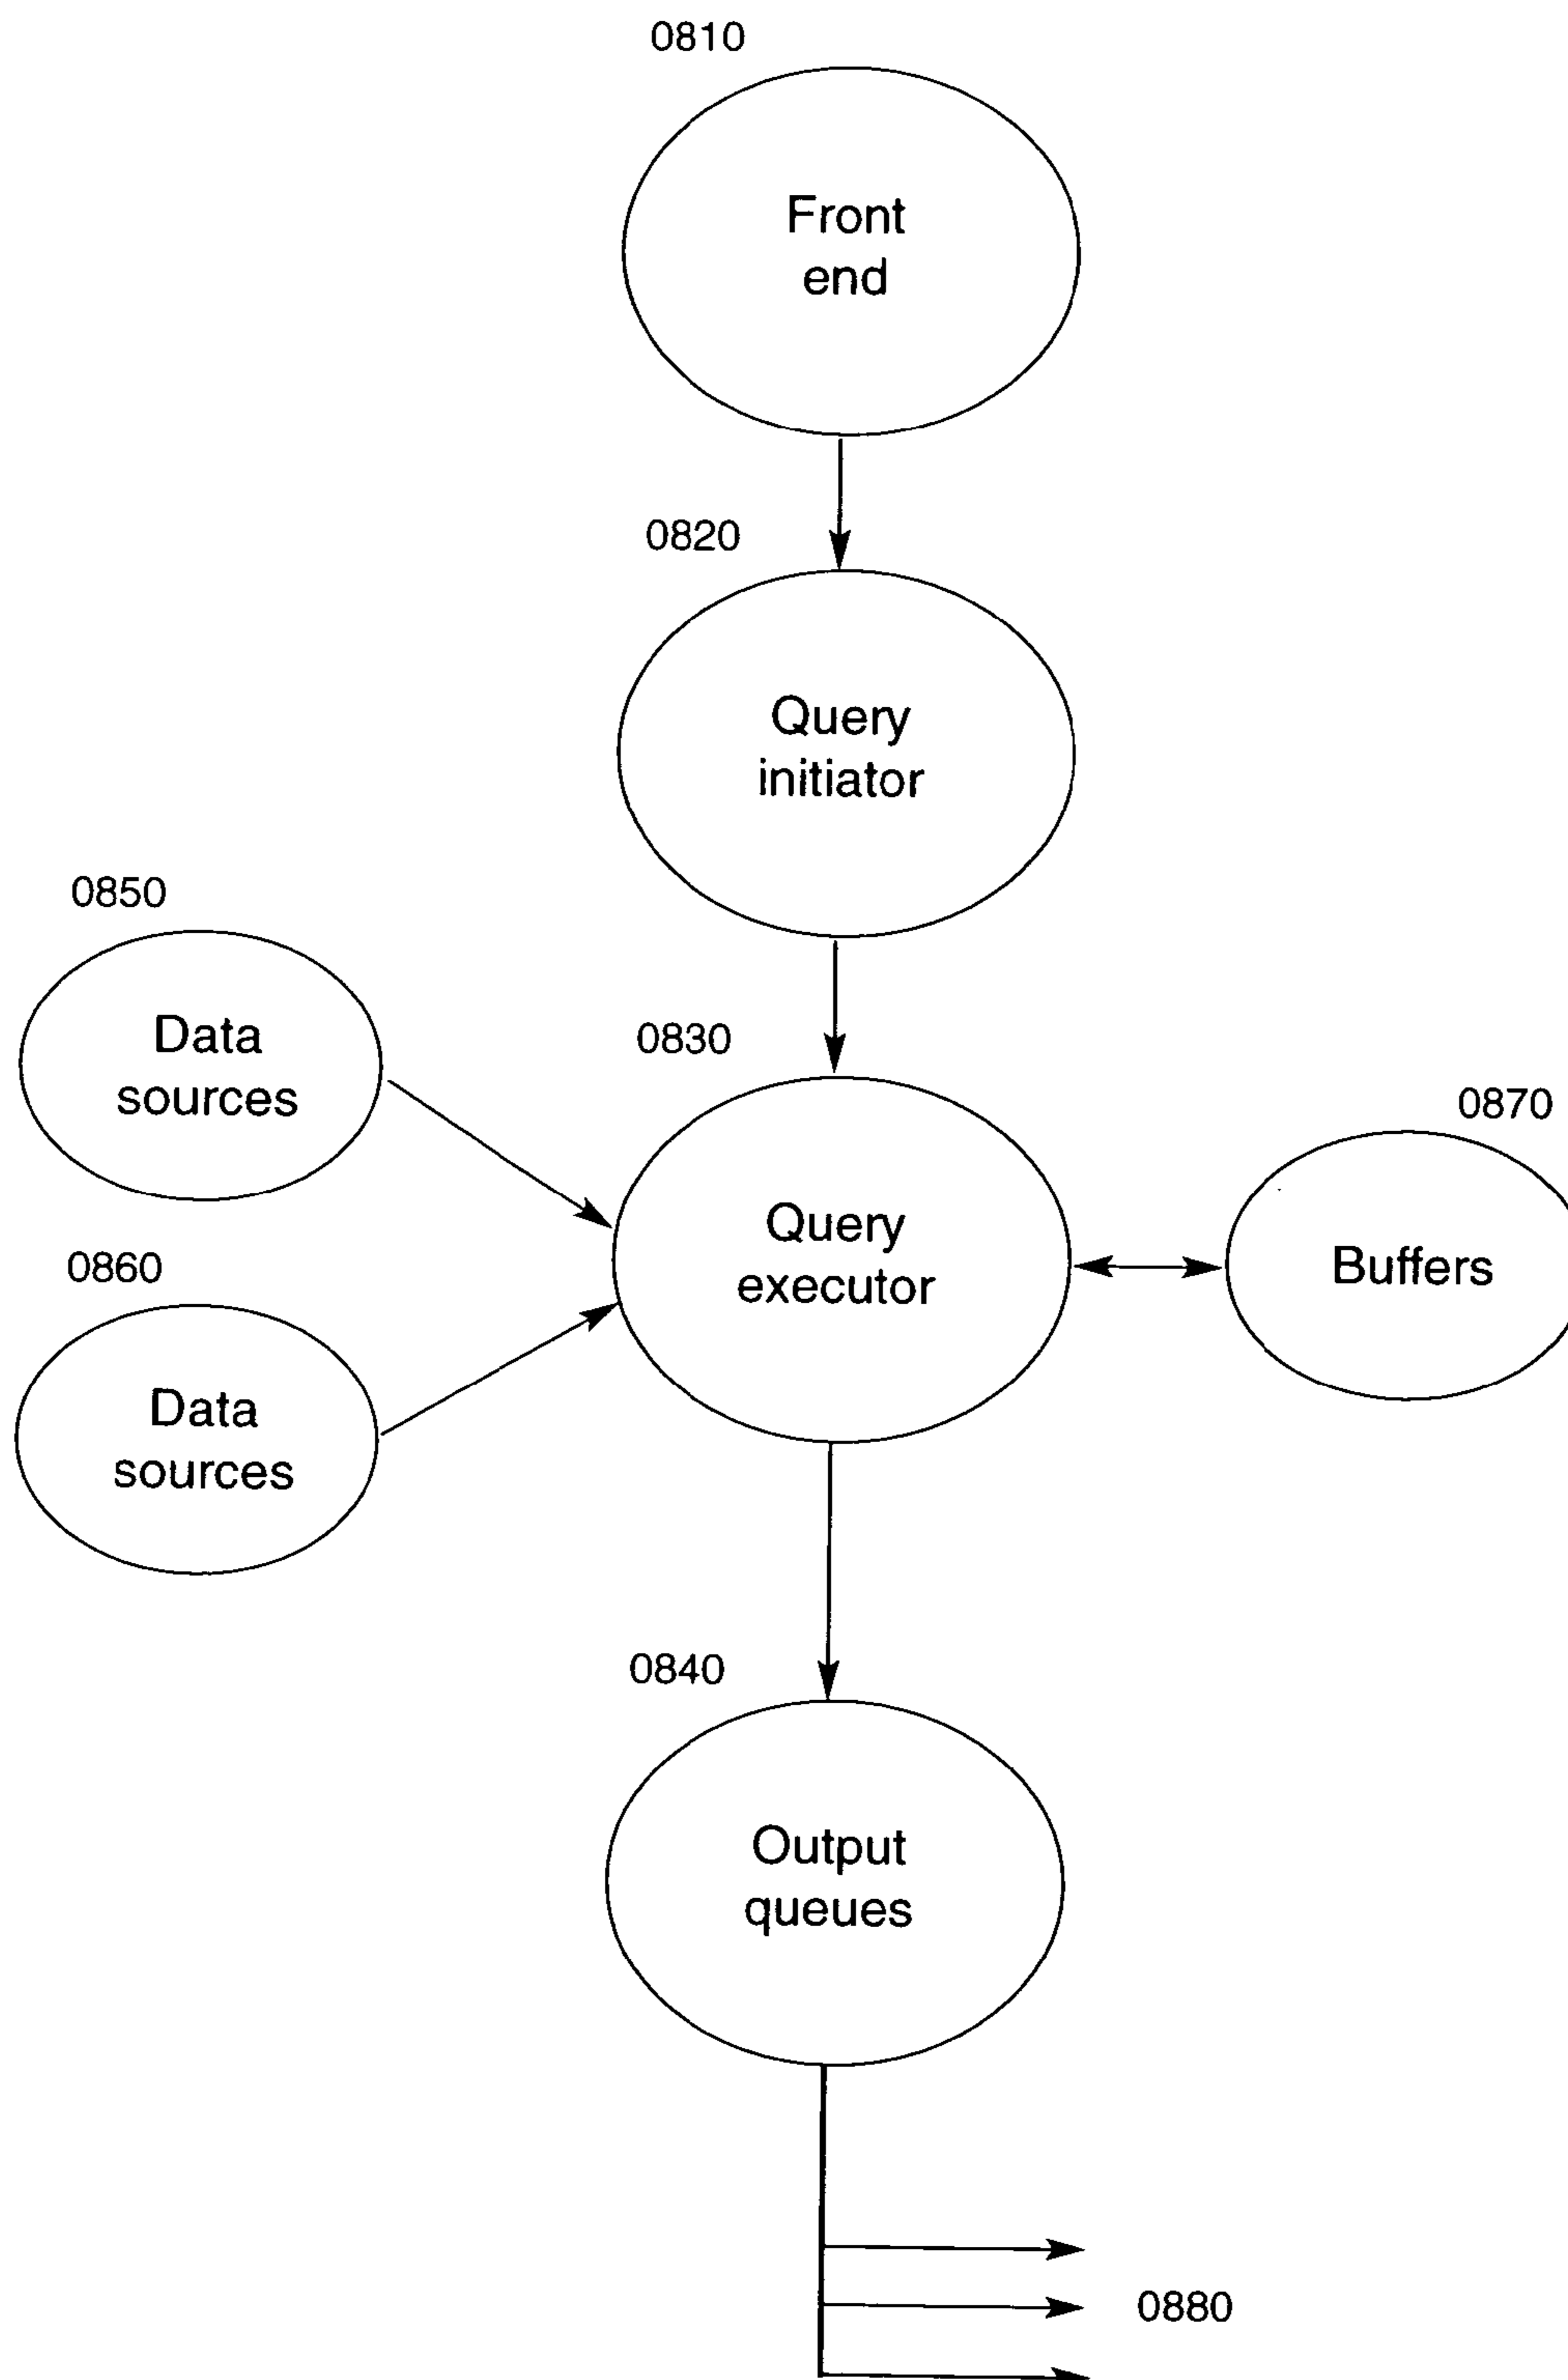 0810
Front
end
0820
Query
initiator
0850
Data
sources
0830
Query
executor
0870
Buffers
0860
Data
sources
0840
Output
queues
0880